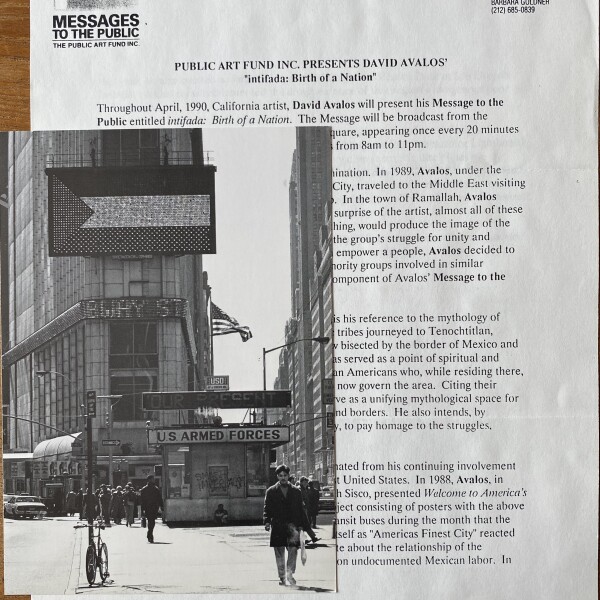 MESSAGES
TO THE PUBLIC
THE PUBLIC ART FUND INC.
BARBARA GOLDNER
(212) 685-0839
PUBLIC ART FUND INC. PRESENTS DAVID AVALOS'
"intifada: Birth of a Nation"
Throughout April, 1990, California artist, David Avalos will present his Message to the
Public entitled intifada: Birth of a Nation. The Message will be broadcast from the
quare, appearing once every 20 minutes
from 8am to 11pm.
ination. In 1989, Avalos, under the
City, traveled to the Middle East visiting
In the town of Ramallah, Avalos
surprise of the artist, almost all of these
hing, would produce the image of the
the group's struggle for unity and
empower a people, Avalos decided to
ority groups involved in similar
omponent of Avalos' Message to the
is his reference to the mythology of
tribes journeyed to Tenochtitlan,
bisected by the border of Mexico and
as served as a point of spiritual and
an Americans who, while residing there,
now govern the area. Citing their
ve as a unifying mythological space for
nd borders. He also intends, by
, to pay homage to the struggles,
nated from his continuing involvement
t United States. In 1988, Avalos, in
h Sisco, presented Welcome to America's
ject consisting of posters with the above
ansit buses during the month that the
self as "Americas Finest City" reacted
te about the relationship of the
on undocumented Mexican labor. In
USO
U.S. ARMED FORCES